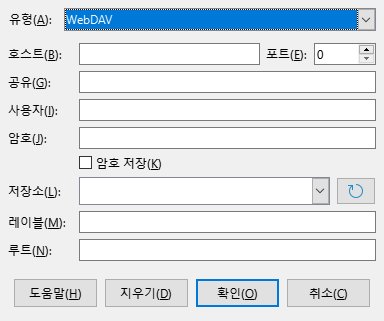 유형(A): WebDAV
호스트(B): 포트(E): 0
공유(G):
사용자(I):
암호(J):
암호 저장(K)
저장소(L):
레이블(M):
루트(N):
도움말(H) 지우기(D) 확인(O) 취소(C)